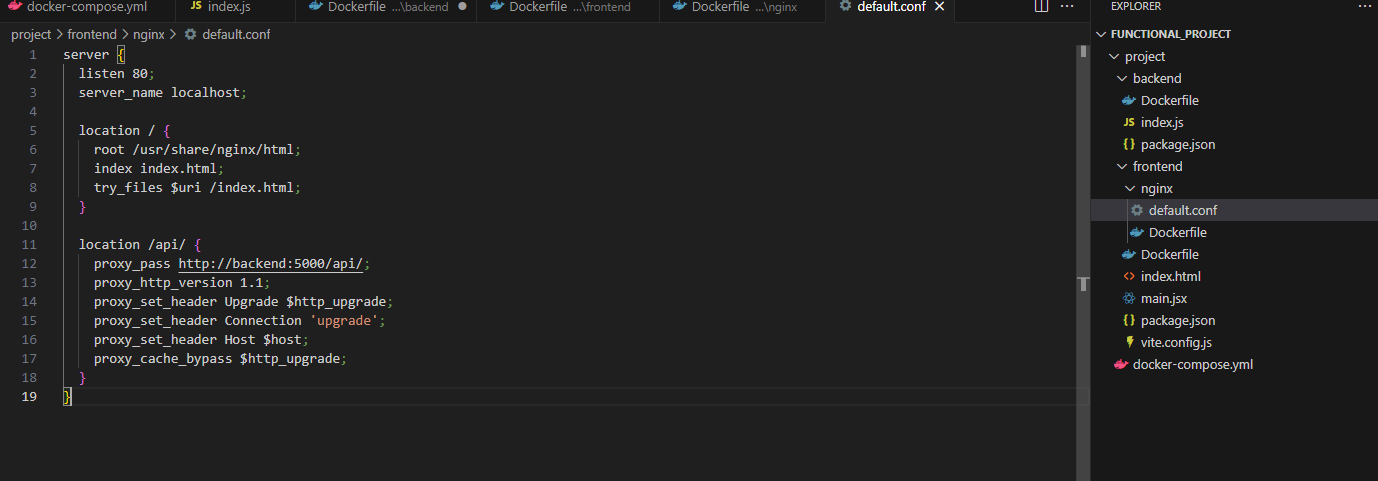 docker-compose.yml
JS index.js
Dockerfile ...\backend
Dockerfile ...\frontend
Dockerfile ...\nginx
default.conf
project > frontend > nginx > default.conf
1 server {
2 listen 80;
3 server_name localhost;
4
5 location / {
6 root /usr/share/nginx/html;
7 index index.html;
8 try_files $uri /index.html;
9 }
10
11 location /api/ {
12 proxy_pass http://backend:5000/api/;
13 proxy_http_version 1.1;
14 proxy_set_header Upgrade $http_upgrade;
15 proxy_set_header Connection 'upgrade';
16 proxy_set_header Host $host;
17 proxy_cache_bypass $http_upgrade;
18 }
19 }
EXPLORER
FUNCTIONAL_PROJECT
project
backend
Dockerfile
JS index.js
{} package.json
frontend
nginx
default.conf
Dockerfile
Dockerfile
<> index.html
main.jsx
{} package.json
vite.config.js
docker-compose.yml